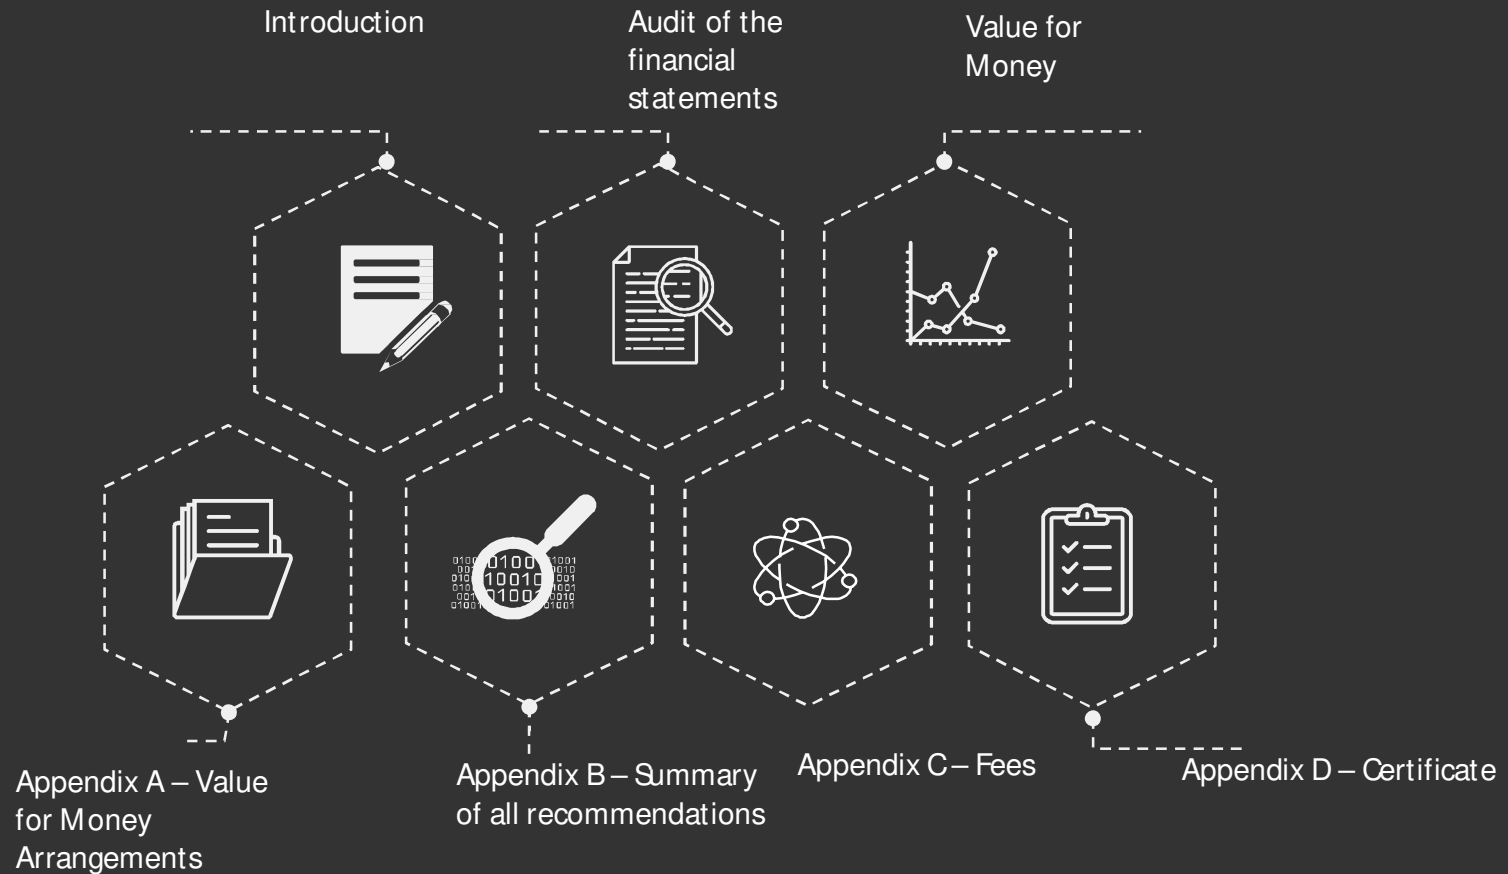 Introduction
Audit of the
financial
statements
Value for
Money
Appendix A – Value
for Money
Arrangements
Appendix B – Summary
of all recommendations
Appendix C – Fees
Appendix D – Certificate